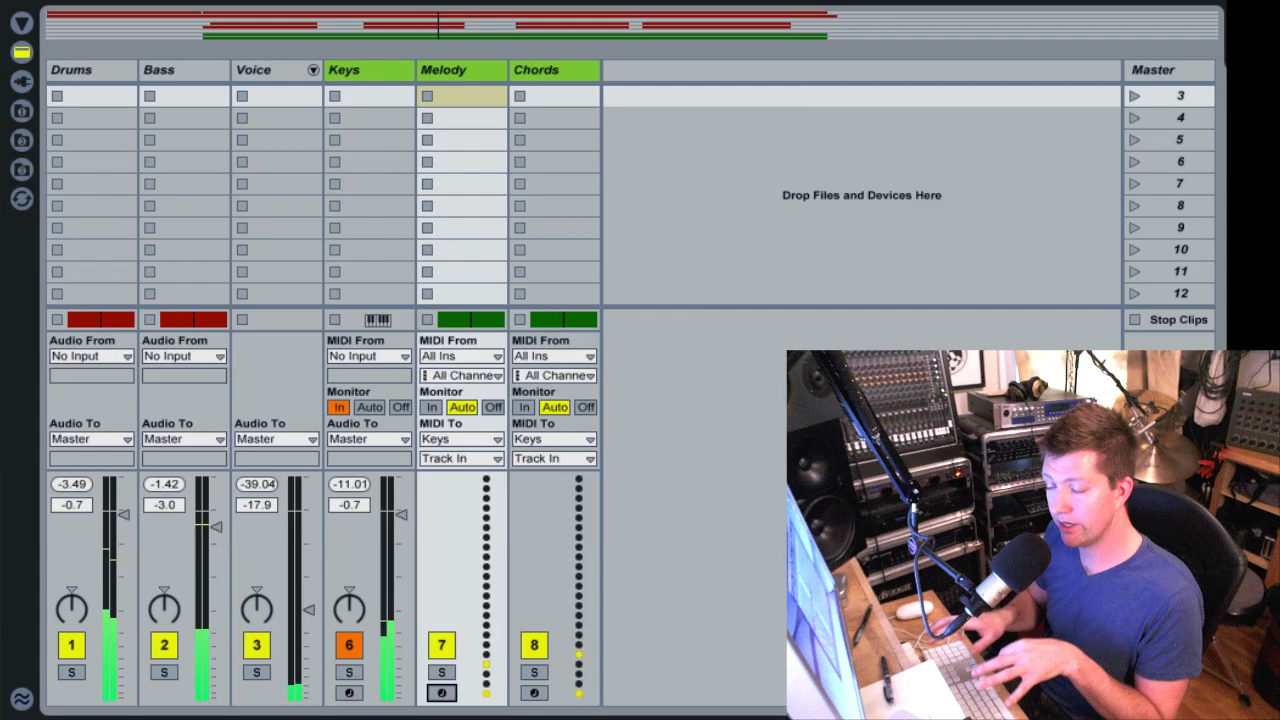 Drums Bass Voice Keys Melody Chords Master
3
4
5
6
7
8
9
10
11
12
Drop Files and Devices Here
Stop Clips
Audio From Audio From MIDI From MIDI From MIDI From
No Input No Input No Input All Ins All Ins
All Channe All Channe
Monitor Monitor Monitor
In Auto Off In Auto Off In Auto Off
Audio To Audio To Audio To Audio To MIDI To MIDI To
Master Master Master Master Keys Keys
Track In Track In
-3.49 -1.42 -39.04 -11.01
-0.7 -3.0 -17.9 -0.7
1 2 3 6 7 8
S S S S S S